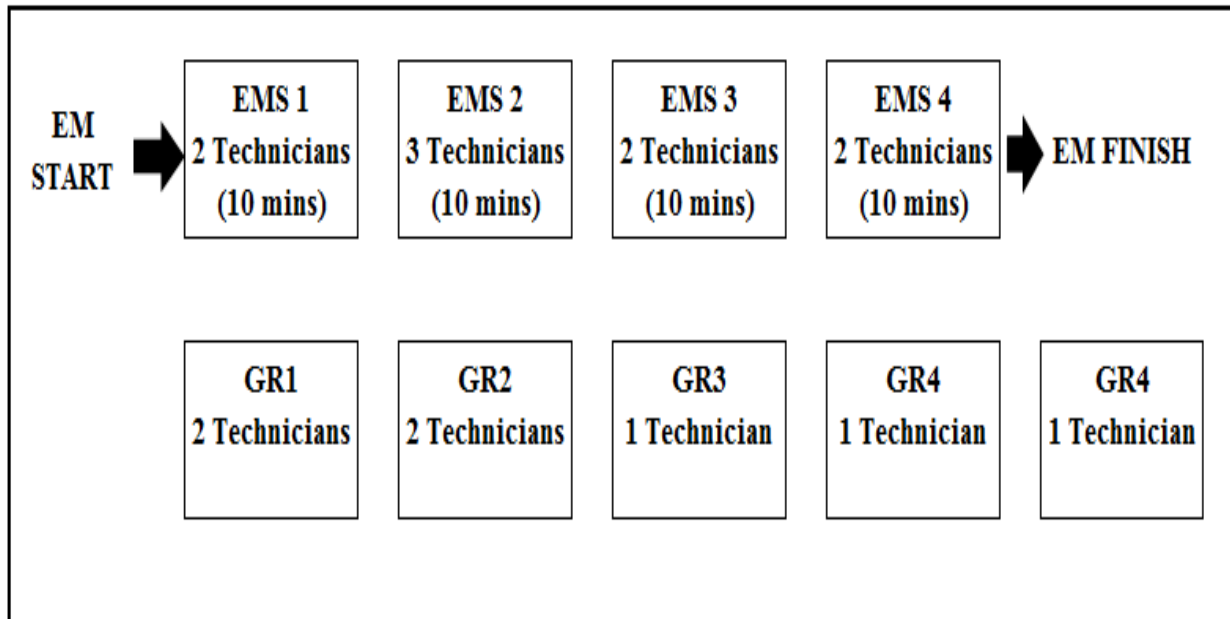 EM
START
EMS 1
2 Technicians
(10 mins)
EMS 2
3 Technicians
(10 mins)
EMS 3
2 Technicians
(10 mins)
EMS 4
2 Technicians
(10 mins)
EM FINISH
GR1
2 Technicians
GR2
2 Technicians
GR3
1 Technician
GR4
1 Technician
GR4
1 Technician